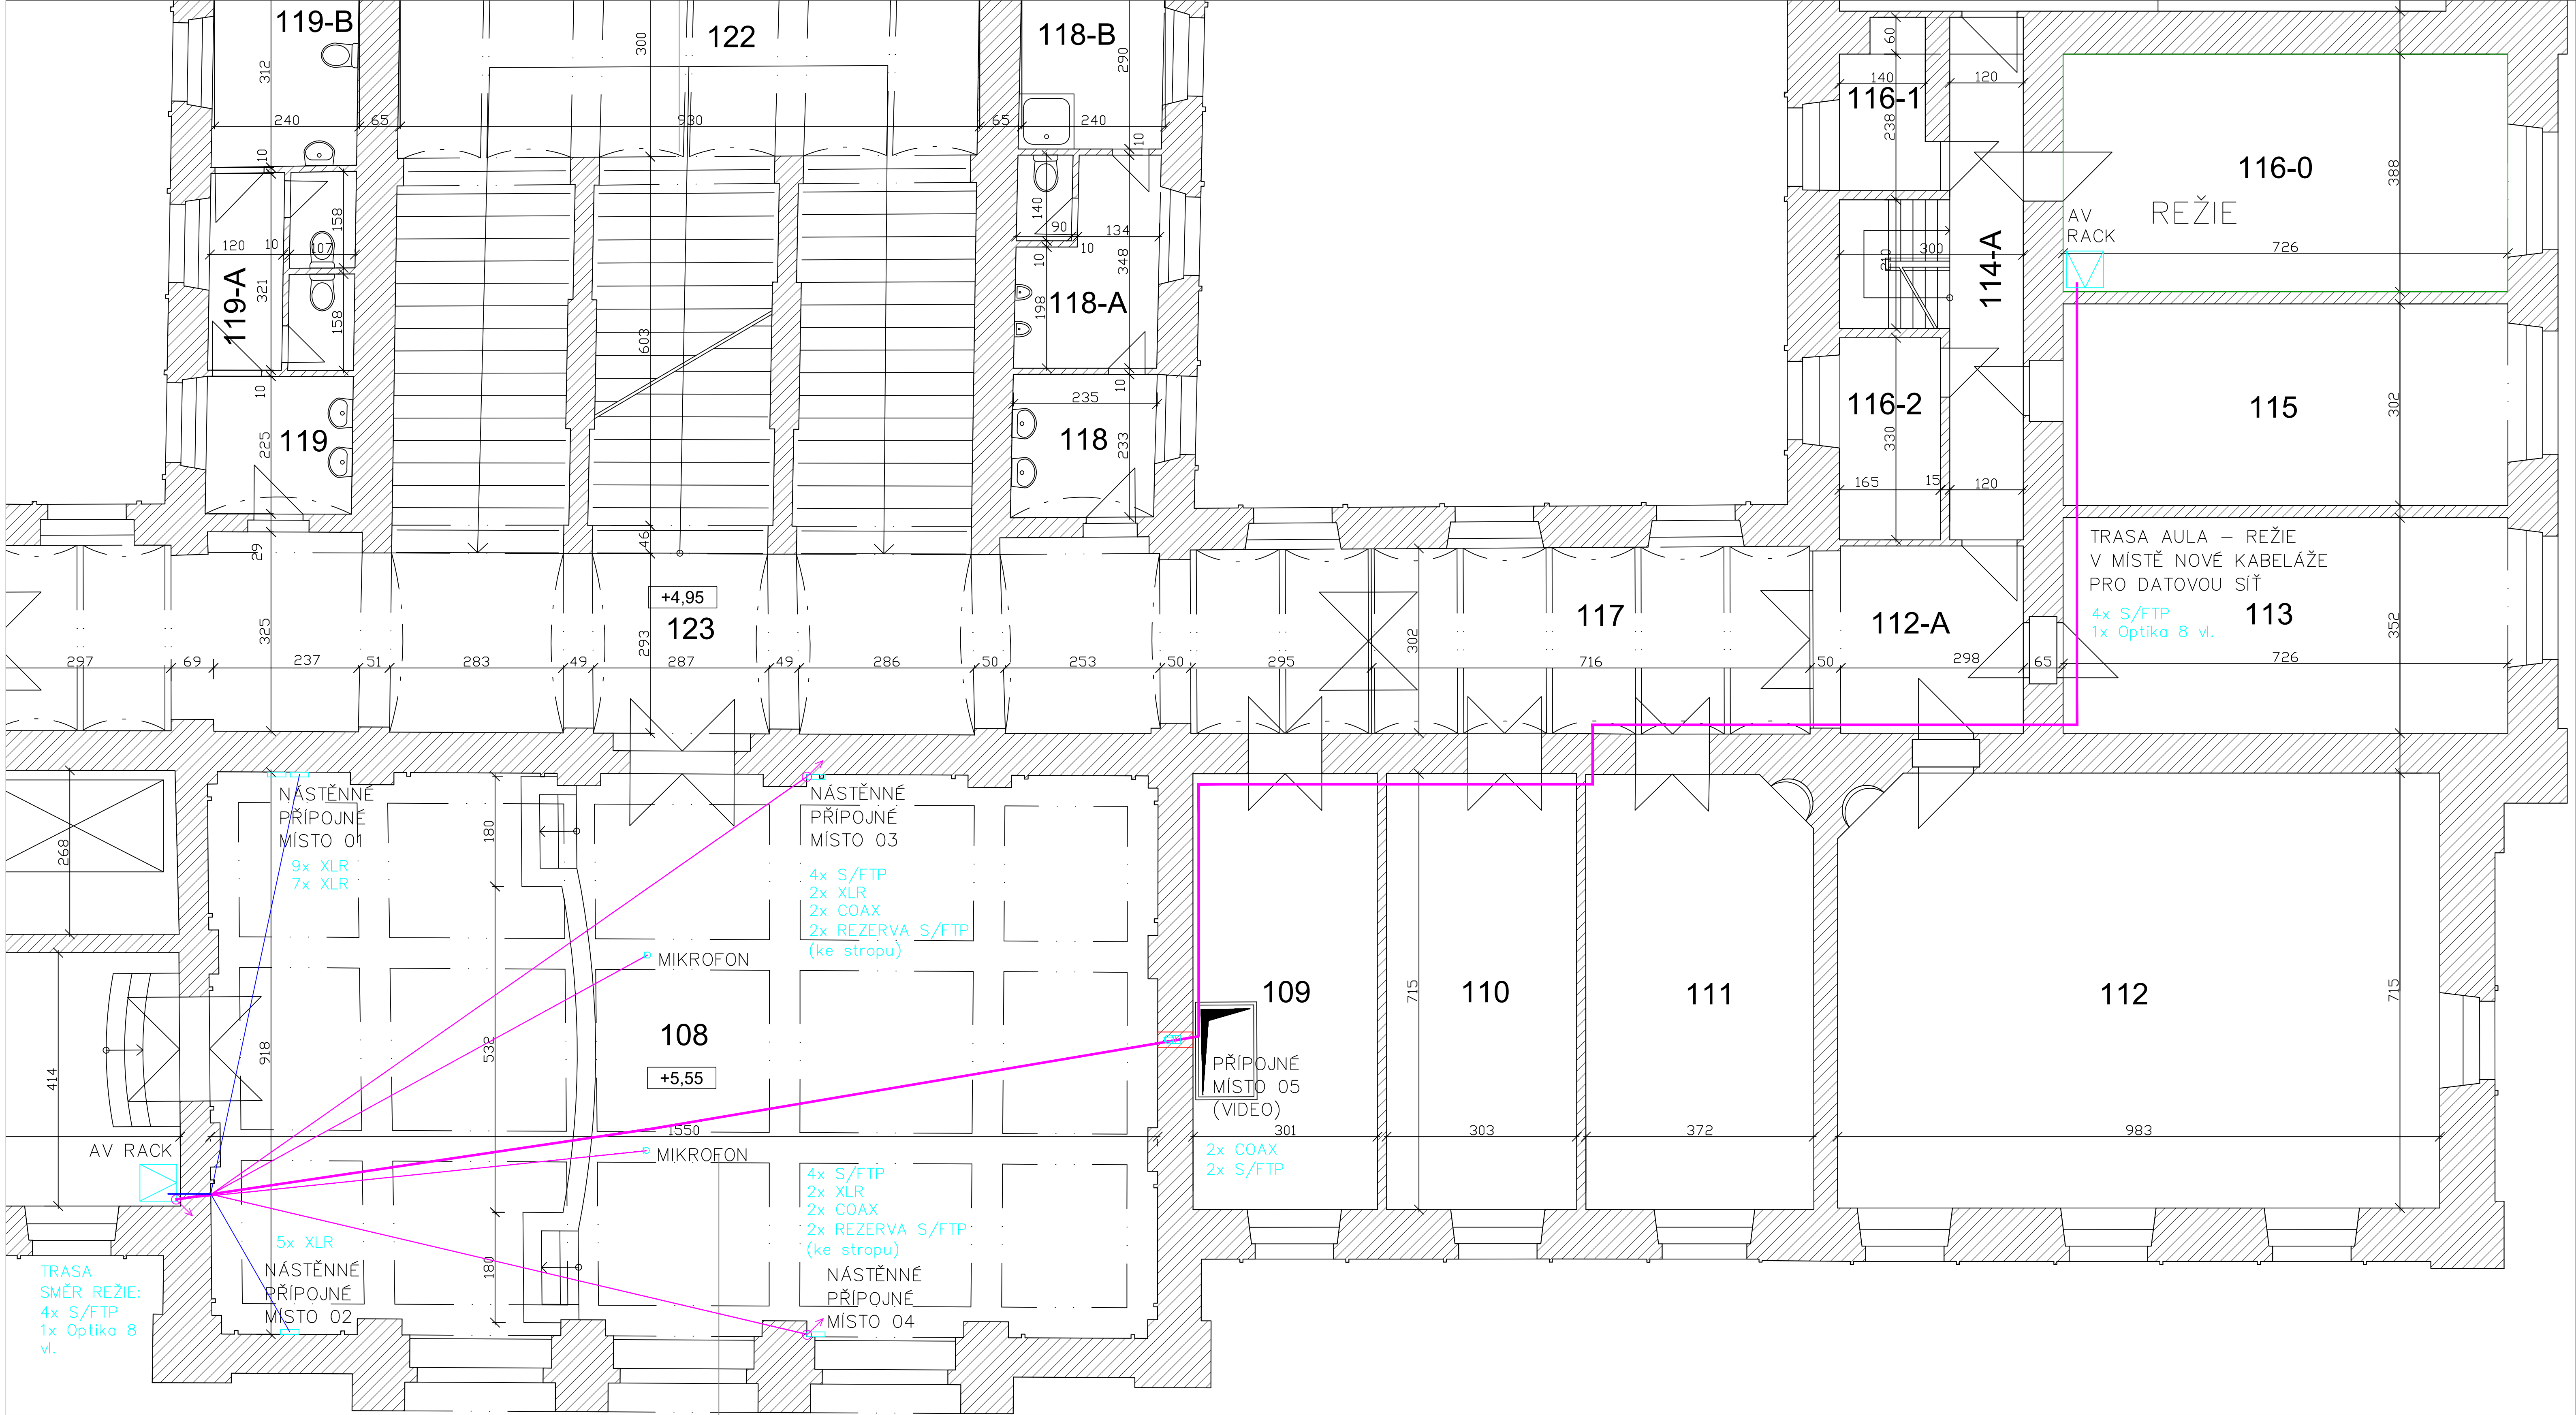 119-B
122
118-B
312
300
290
60
140
120
116-1
238
240
65
930
65
240
10
10
116-0
388
REŽIE
AV
RACK
726
158
140
90
134
10
348
120
10
107
119-A
321
158
10
198
118-A
603
210
300
114-A
10
10
235
119
225
118
233
116-2
330
165
15
120
115
302
TRASA AULA – REŽIE
V MÍSTĚ NOVÉ KABELÁŽE
PRO DATOVOU SÍŤ
4x S/FTP
1x Optika 8 vl.
113
352
29
46
+4,95
123
325
293
302
117
112-A
297
69
237
51
283
49
287
49
286
50
253
50
295
716
50
298
65
726
NÁSTĚNNÉ
PŘÍPOJNÉ
MÍSTO 01
9x XLR
7x XLR
180
NÁSTĚNNÉ
PŘÍPOJNÉ
MÍSTO 03
4x S/FTP
2x XLR
2x COAX
2x REZERVA S/FTP
(ke stropu)
268
MIKROFON
414
918
532
108
+5,55
109
110
715
111
112
715
PŘÍPOJNÉ
MÍSTO 05
(VIDEO)
2x COAX
2x S/FTP
1550
301
303
372
983
AV RACK
MIKROFON
4x S/FTP
2x XLR
2x COAX
2x REZERVA S/FTP
(ke stropu)
NÁSTĚNNÉ
PŘÍPOJNÉ
MÍSTO 04
180
5x XLR
NÁSTĚNNÉ
PŘÍPOJNÉ
MÍSTO 02
TRASA
SMĚR REŽIE:
4x S/FTP
1x Optika 8
vl.